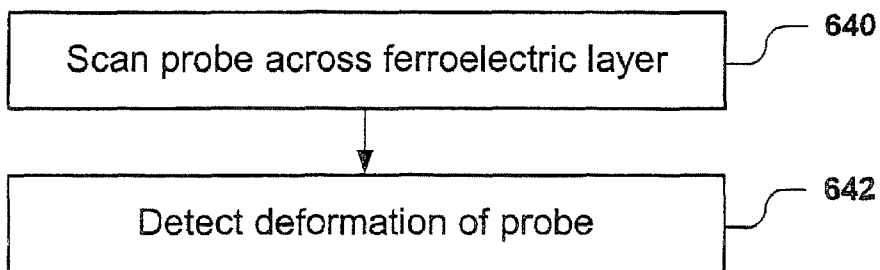 640
Scan probe across ferroelectric layer
642
Detect deformation of probe